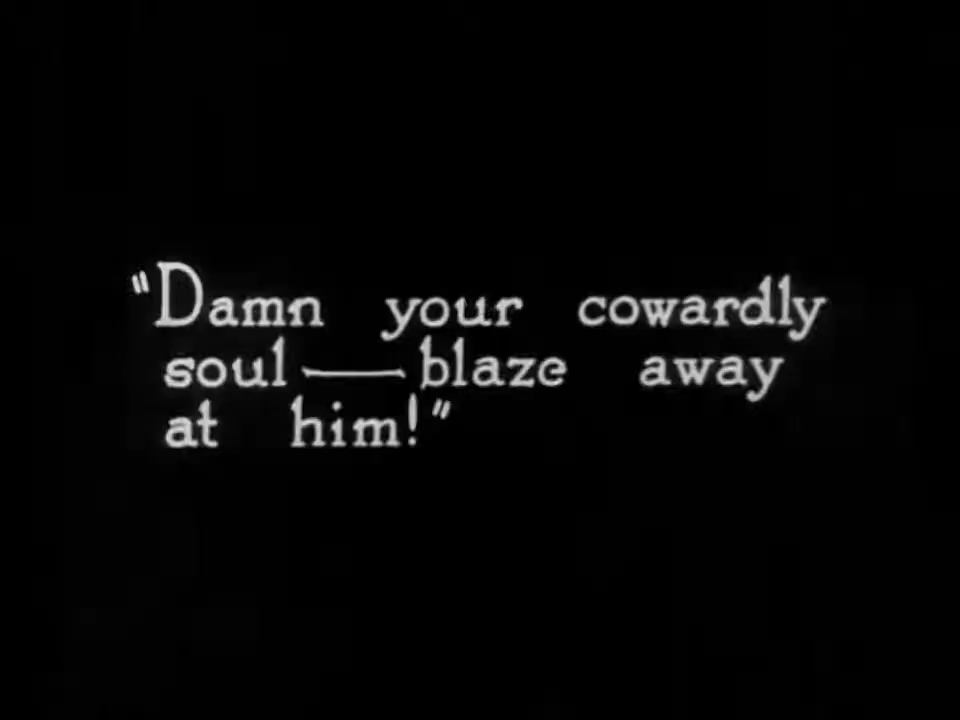 "Damn your cowardly
soul——blaze away
at him!"